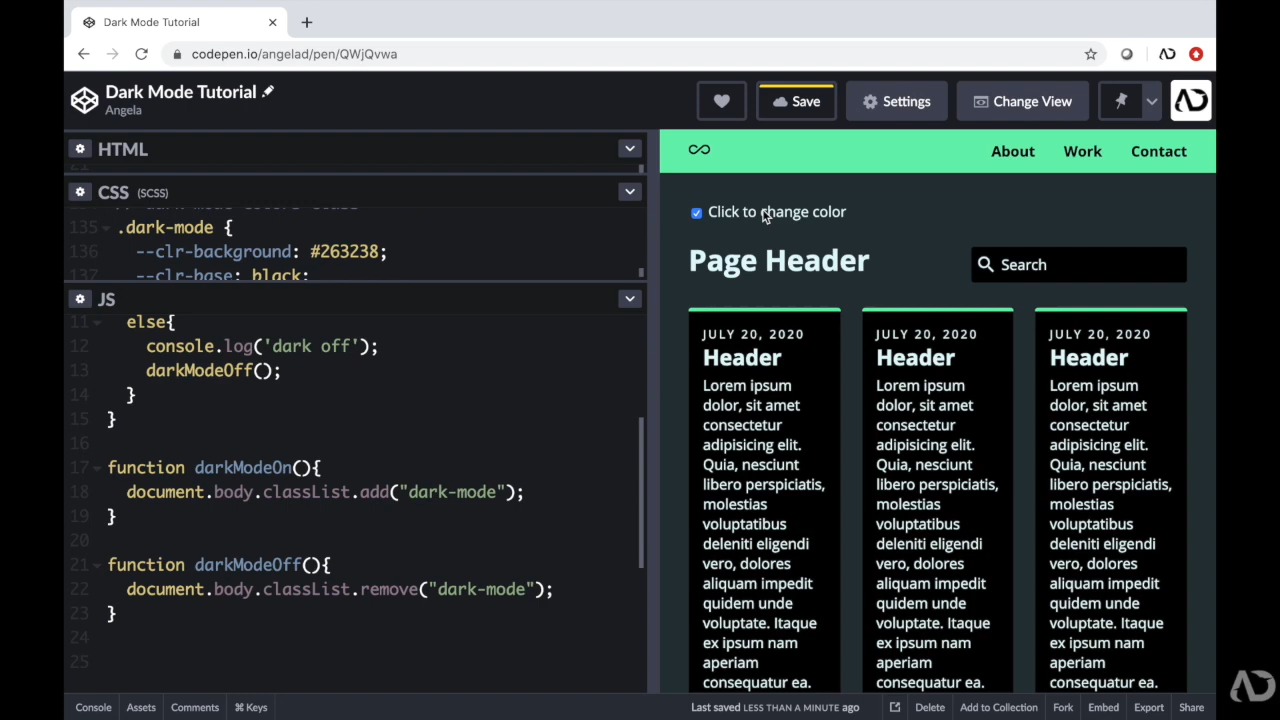 Dark Mode Tutorial
codepen.io/angelad/pen/QWjQvwa
Dark Mode Tutorial
Angela
Save
Settings
Change View
HTML
CSS (SCSS)
135 .dark-mode {
136 --clr-background: #263238;
137 --clr-base: black;
JS
11 else{
12 console.log('dark off');
13 darkModeOff();
14 }
15 }
16
17 function darkModeOn(){
18 document.body.classList.add("dark-mode");
19 }
20
21 function darkModeOff(){
22 document.body.classList.remove("dark-mode");
23 }
24
25
About Work Contact
Click to change color
Page Header
Search
JULY 20, 2020
Header
Lorem ipsum
dolor, sit amet
consectetur
adipisicing elit.
Quia, nesciunt
libero perspiciatis,
molestias
voluptatibus
deleniti eligendi
vero, dolores
aliquam impedit
quidem unde
voluptate. Itaque
ex ipsum nam
aperiam
consequatur ea.
JULY 20, 2020
Header
Lorem ipsum
dolor, sit amet
consectetur
adipisicing elit.
Quia, nesciunt
libero perspiciatis,
molestias
voluptatibus
deleniti eligendi
vero, dolores
aliquam impedit
quidem unde
voluptate. Itaque
ex ipsum nam
aperiam
consequatur ea.
JULY 20, 2020
Header
Lorem ipsum
dolor, sit amet
consectetur
adipisicing elit.
Quia, nesciunt
libero perspiciatis,
molestias
voluptatibus
deleniti eligendi
vero, dolores
aliquam impedit
quidem unde
voluptate. Itaque
ex ipsum nam
aperiam
consequatur ea.
Console Assets Comments ⌘ Keys
Last saved LESS THAN A MINUTE ago
Delete Add to Collection Fork Embed Export Share